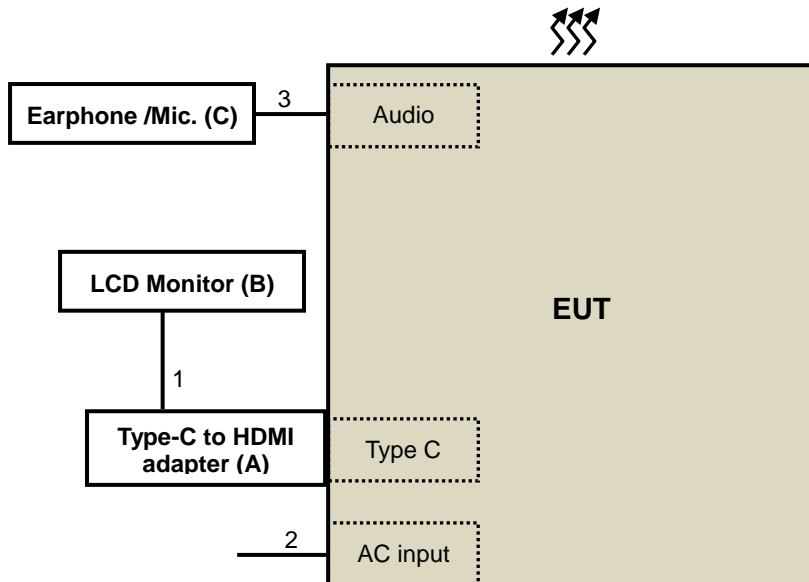 3
Earphone /Mic. (C)
Audio
LCD Monitor (B)
EUT
1
Type-C to HDMI
adapter (A)
Type C
2
AC input